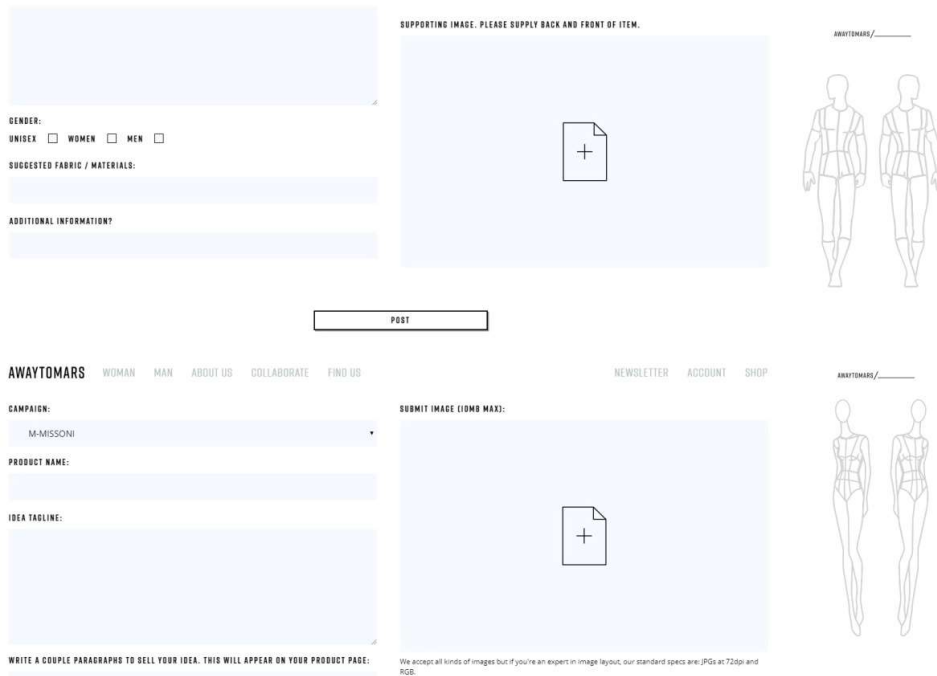 SUPPORTING IMAGE. PLEASE SUPPLY BACK AND FRONT OF ITEM.
AWAYTOMARS/
GENDER:
UNISEX WOMEN MEN
SUGGESTED FABRIC / MATERIALS:
ADDITIONAL INFORMATION?
POST
AWAYTOMARS WOMAN MAN ABOUT US COLLABORATE FIND US NEWSLETTER ACCOUNT SHOP
AWAYTOMARS/
CAMPAIGN:
M-MISSONI
PRODUCT NAME:
IDEA TAGLINE:
WRITE A COUPLE PARAGRAPHS TO SELL YOUR IDEA. THIS WILL APPEAR ON YOUR PRODUCT PAGE:
SUBMIT IMAGE (10MB MAX):
We accept all kinds of images but if you're an expert in image layout, our standard specs are: JPGs at 72dpi and
RGB.